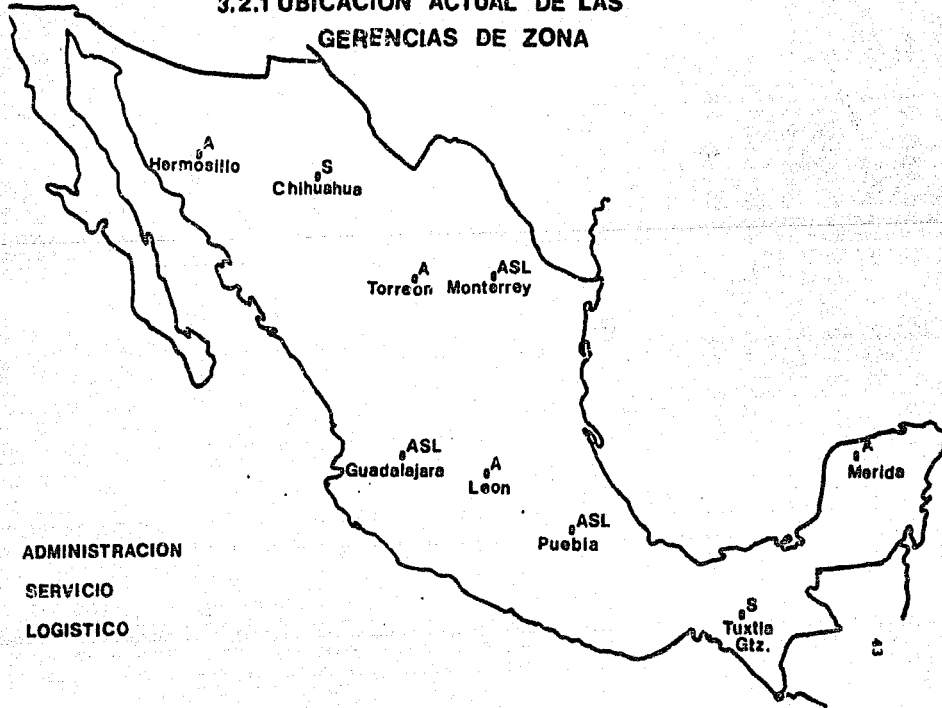 3.2.1 UBICACION ACTUAL DE LAS
GERENCIAS DE ZONA
A
Hermosillo
S
Chihuahua
A
Torreon
ASL
Monterrey
ASL
Guadalajara
A
Leon
A
Merida
ASL
Puebla
ADMINISTRACION
SERVICIO
LOGISTICO
S
Tuxtla
Gtz.
43